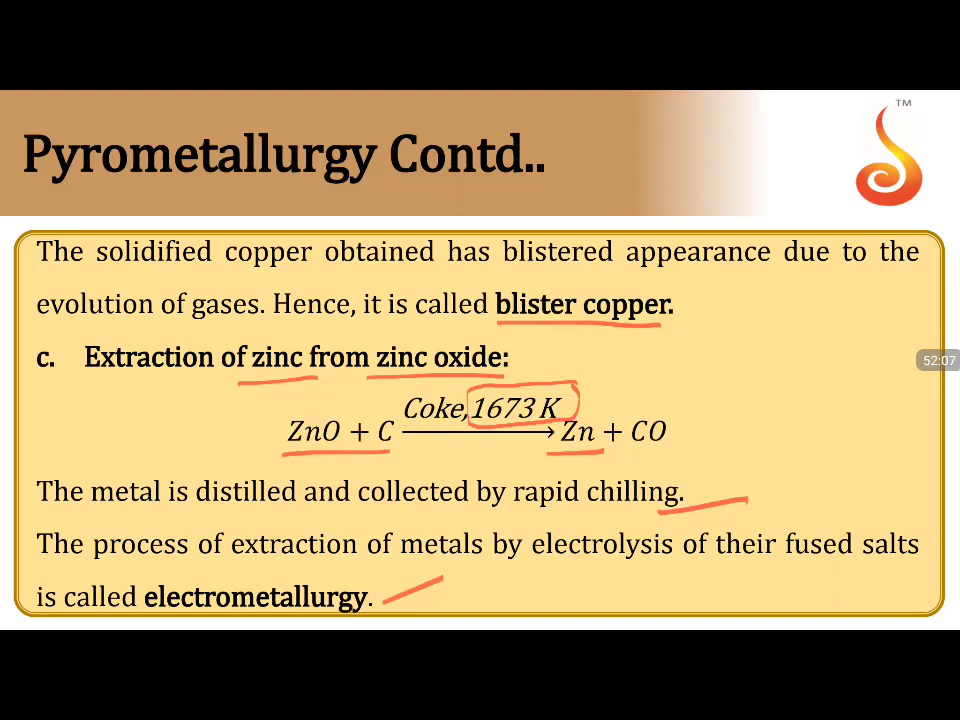 TM
Pyrometallurgy Contd..
The solidified copper obtained has blistered appearance due to the
evolution of gases. Hence, it is called blister copper.
c. Extraction of zinc from zinc oxide:
52:07
Coke,1673 K
ZnO + C → Zn + CO
The metal is distilled and collected by rapid chilling.
The process of extraction of metals by electrolysis of their fused salts
is called electrometallurgy.